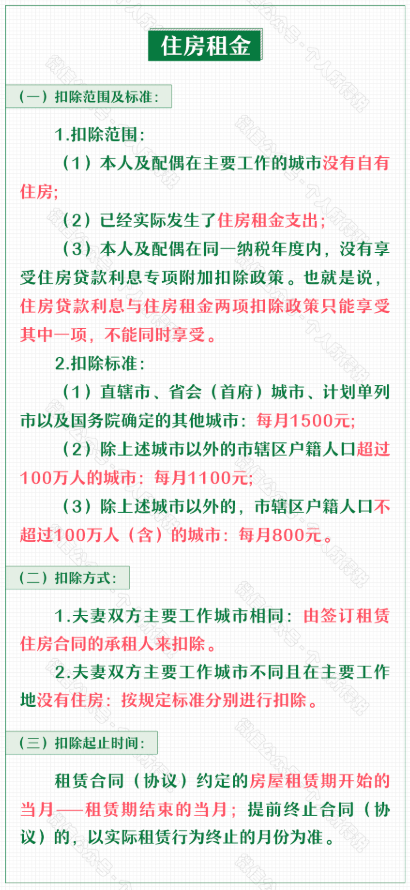 住房租金
（一）扣除范围及标准：
1.扣除范围：
（1）本人及配偶在主要工作的城市没有自有
住房；
（2）已经实际发生了住房租金支出；
（3）本人及配偶在同一纳税年度内，没有享
受住房贷款利息专项附加扣除政策。也就是说，
住房贷款利息与住房租金两项扣除政策只能享受
其中一项，不能同时享受。
2.扣除标准：
（1）直辖市、省会（首府）城市、计划单列
市以及国务院确定的其他城市：每月1500元；
（2）除上述城市以外的市辖区户籍人口超过
100万人的城市：每月1100元；
（3）除上述城市以外的，市辖区户籍人口不
超过100万人（含）的城市：每月800元。
（二）扣除方式：
1.夫妻双方主要工作城市相同：由签订租赁
住房合同的承租人来扣除。
2.夫妻双方主要工作城市不同且在主要工作
地没有住房：按规定标准分别进行扣除。
（三）扣除起止时间：
租赁合同（协议）约定的房屋租赁期开始的
当月——租赁期结束的当月；提前终止合同（协
议）的，以实际租赁行为终止的月份为准。